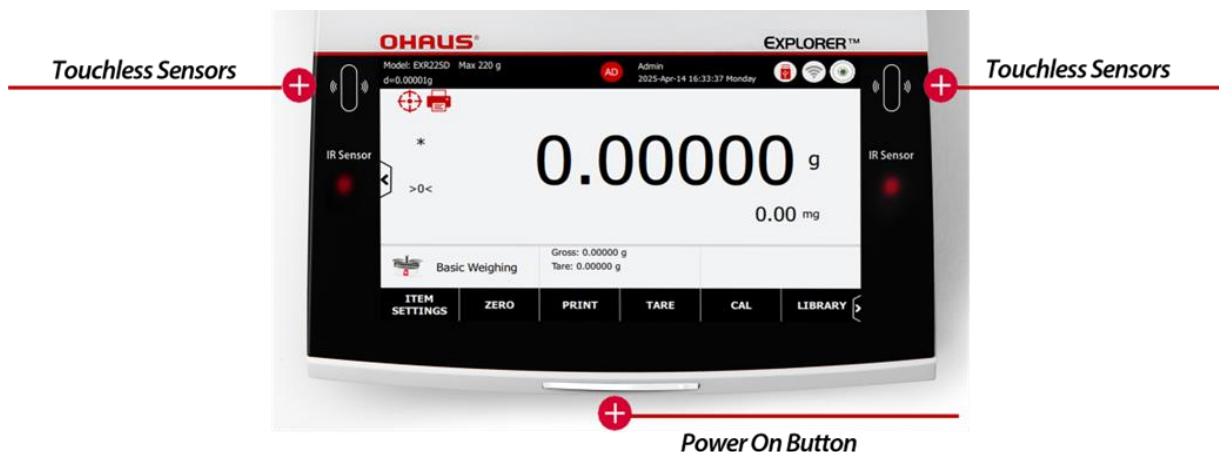 OHAUS®
EXPLORER™
Touchless Sensors
Touchless Sensors
Model: EXR225D Max 220 g
d=0.00001g
AD
Admin
2025-Apr-14 16:33:37 Monday
IR Sensor
IR Sensor
*
0.00000 g
>0<
0.00 mg
Basic Weighing
Gross: 0.00000 g
Tare: 0.00000 g
ITEM SETTINGS
ZERO
PRINT
TARE
CAL
LIBRARY
Power On Button